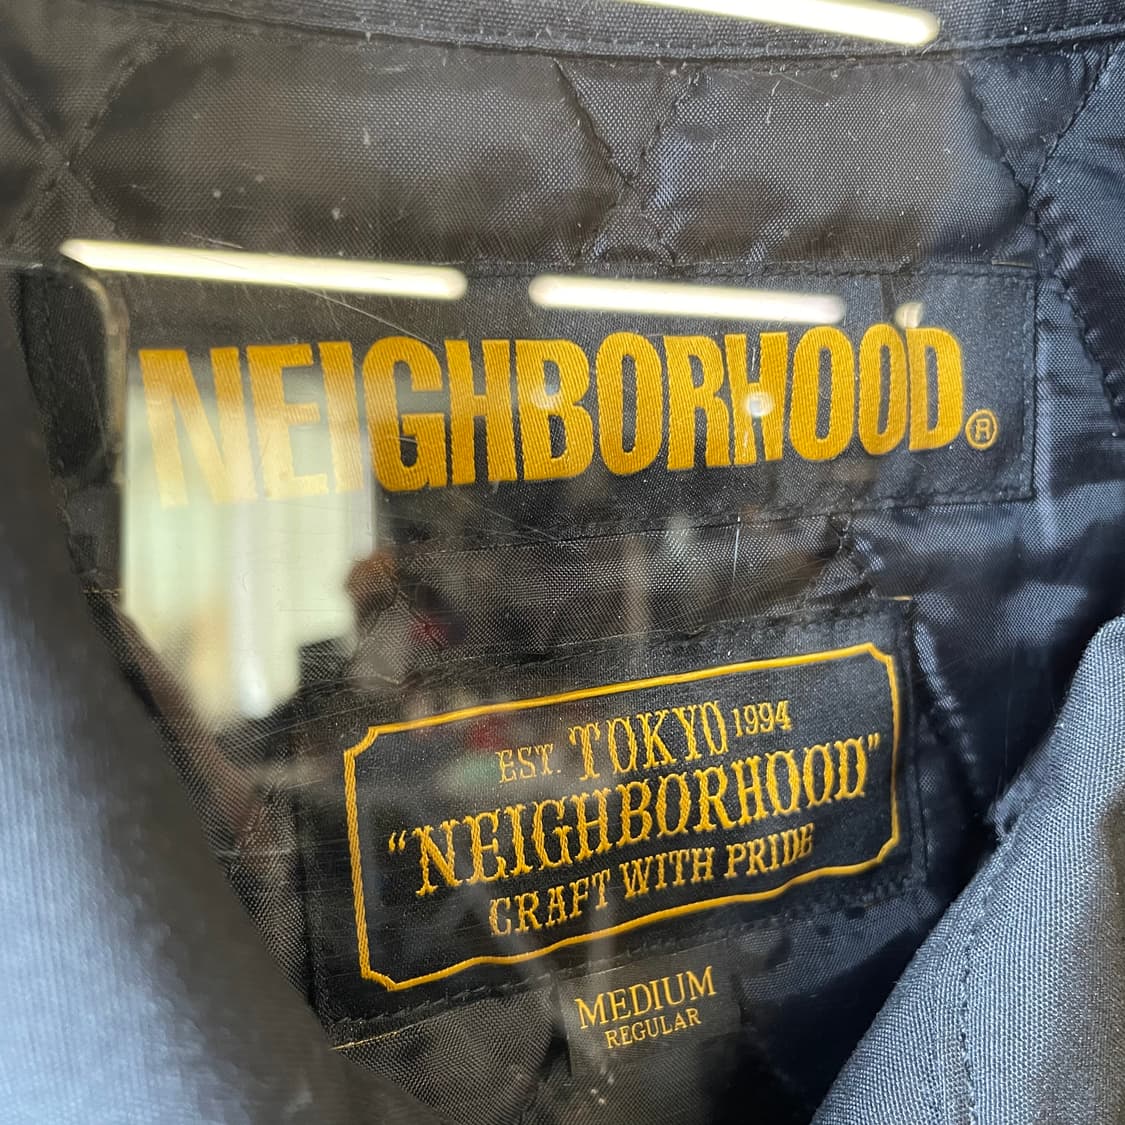 NEIGHBORHOOD®
EST. TOKYO 1994
“NEIGHBORHOOD”
CRAFT WITH PRIDE
MEDIUM
REGULAR